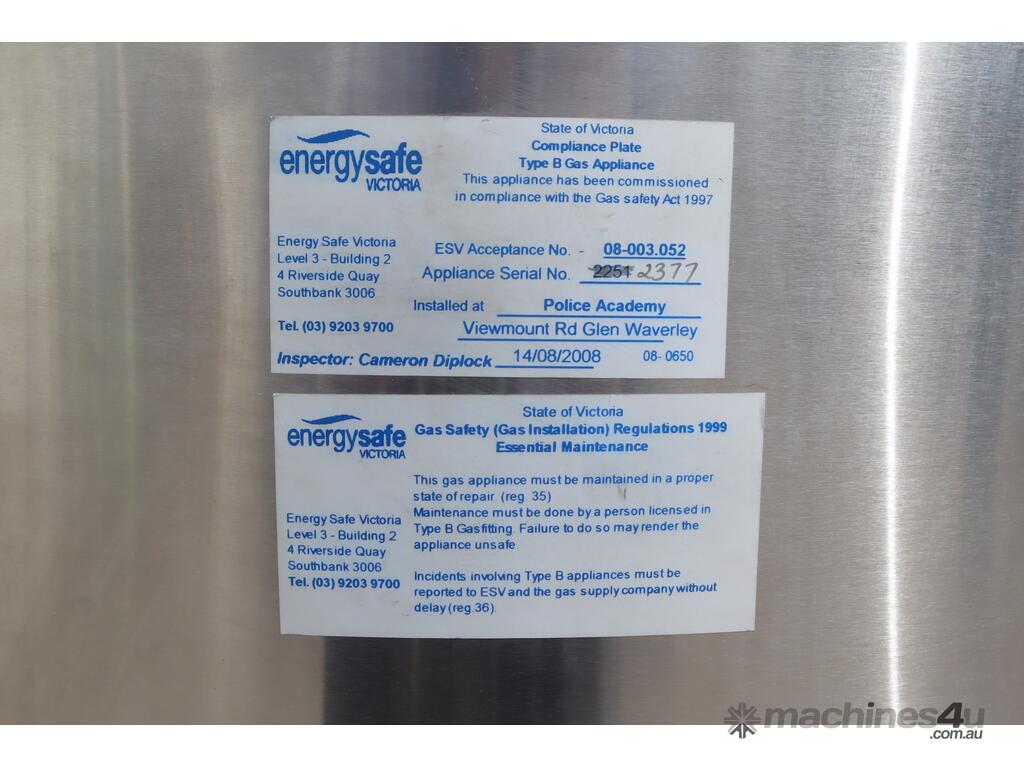 energysafe
VICTORIA
State of Victoria
Compliance Plate
Type B Gas Appliance
This appliance has been commissioned
in compliance with the Gas safety Act 1997
Energy Safe Victoria
Level 3 - Building 2
4 Riverside Quay
Southbank 3006
Tel. (03) 9203 9700
ESV Acceptance No. - 08-003.052
Appliance Serial No. 2251 2377
Installed at Police Academy
Viewmount Rd Glen Waverley
Inspector: Cameron Diplock 14/08/2008 08- 0650
energysafe
VICTORIA
State of Victoria
Gas Safety (Gas Installation) Regulations 1999
Essential Maintenance
This gas appliance must be maintained in a proper
state of repair. (reg. 35)
Maintenance must be done by a person licensed in
Type B Gasfitting. Failure to do so may render the
appliance unsafe.
Energy Safe Victoria
Level 3 - Building 2
4 Riverside Quay
Southbank 3006
Tel. (03) 9203 9700
Incidents involving Type B appliances must be
reported to ESV and the gas supply company without
delay (reg.36).
machines4u
.com.au